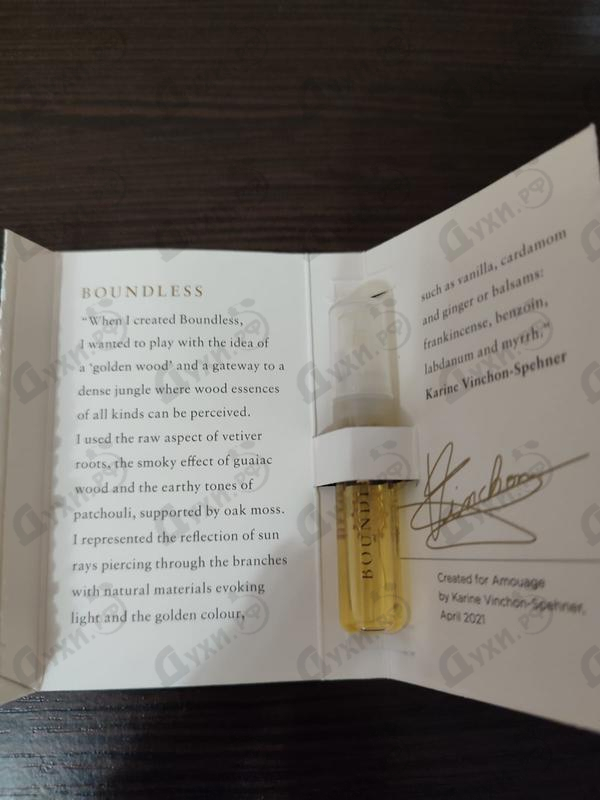 BOUNDLESS
“When I created Boundless,
I wanted to play with the idea of
a ‘golden wood’ and a gateway to a
dense jungle where wood essences
of all kinds can be perceived.
I used the raw aspect of vetiver
roots, the smoky effect of guaiac
wood and the earthy tones of
patchouli, supported by oak moss.
I represented the reflection of sun
rays piercing through the branches
with natural materials evoking
light and the golden colour,
BOUNDL
such as vanilla, cardamom
and ginger or balsams:
frankincense, benzoin,
labdanum and myrrh.”
Karine Vinchon-Spehner
Vinchon
Created for Amouage
by Karine Vinchon-Spehner,
April 2021
Духи.РФ